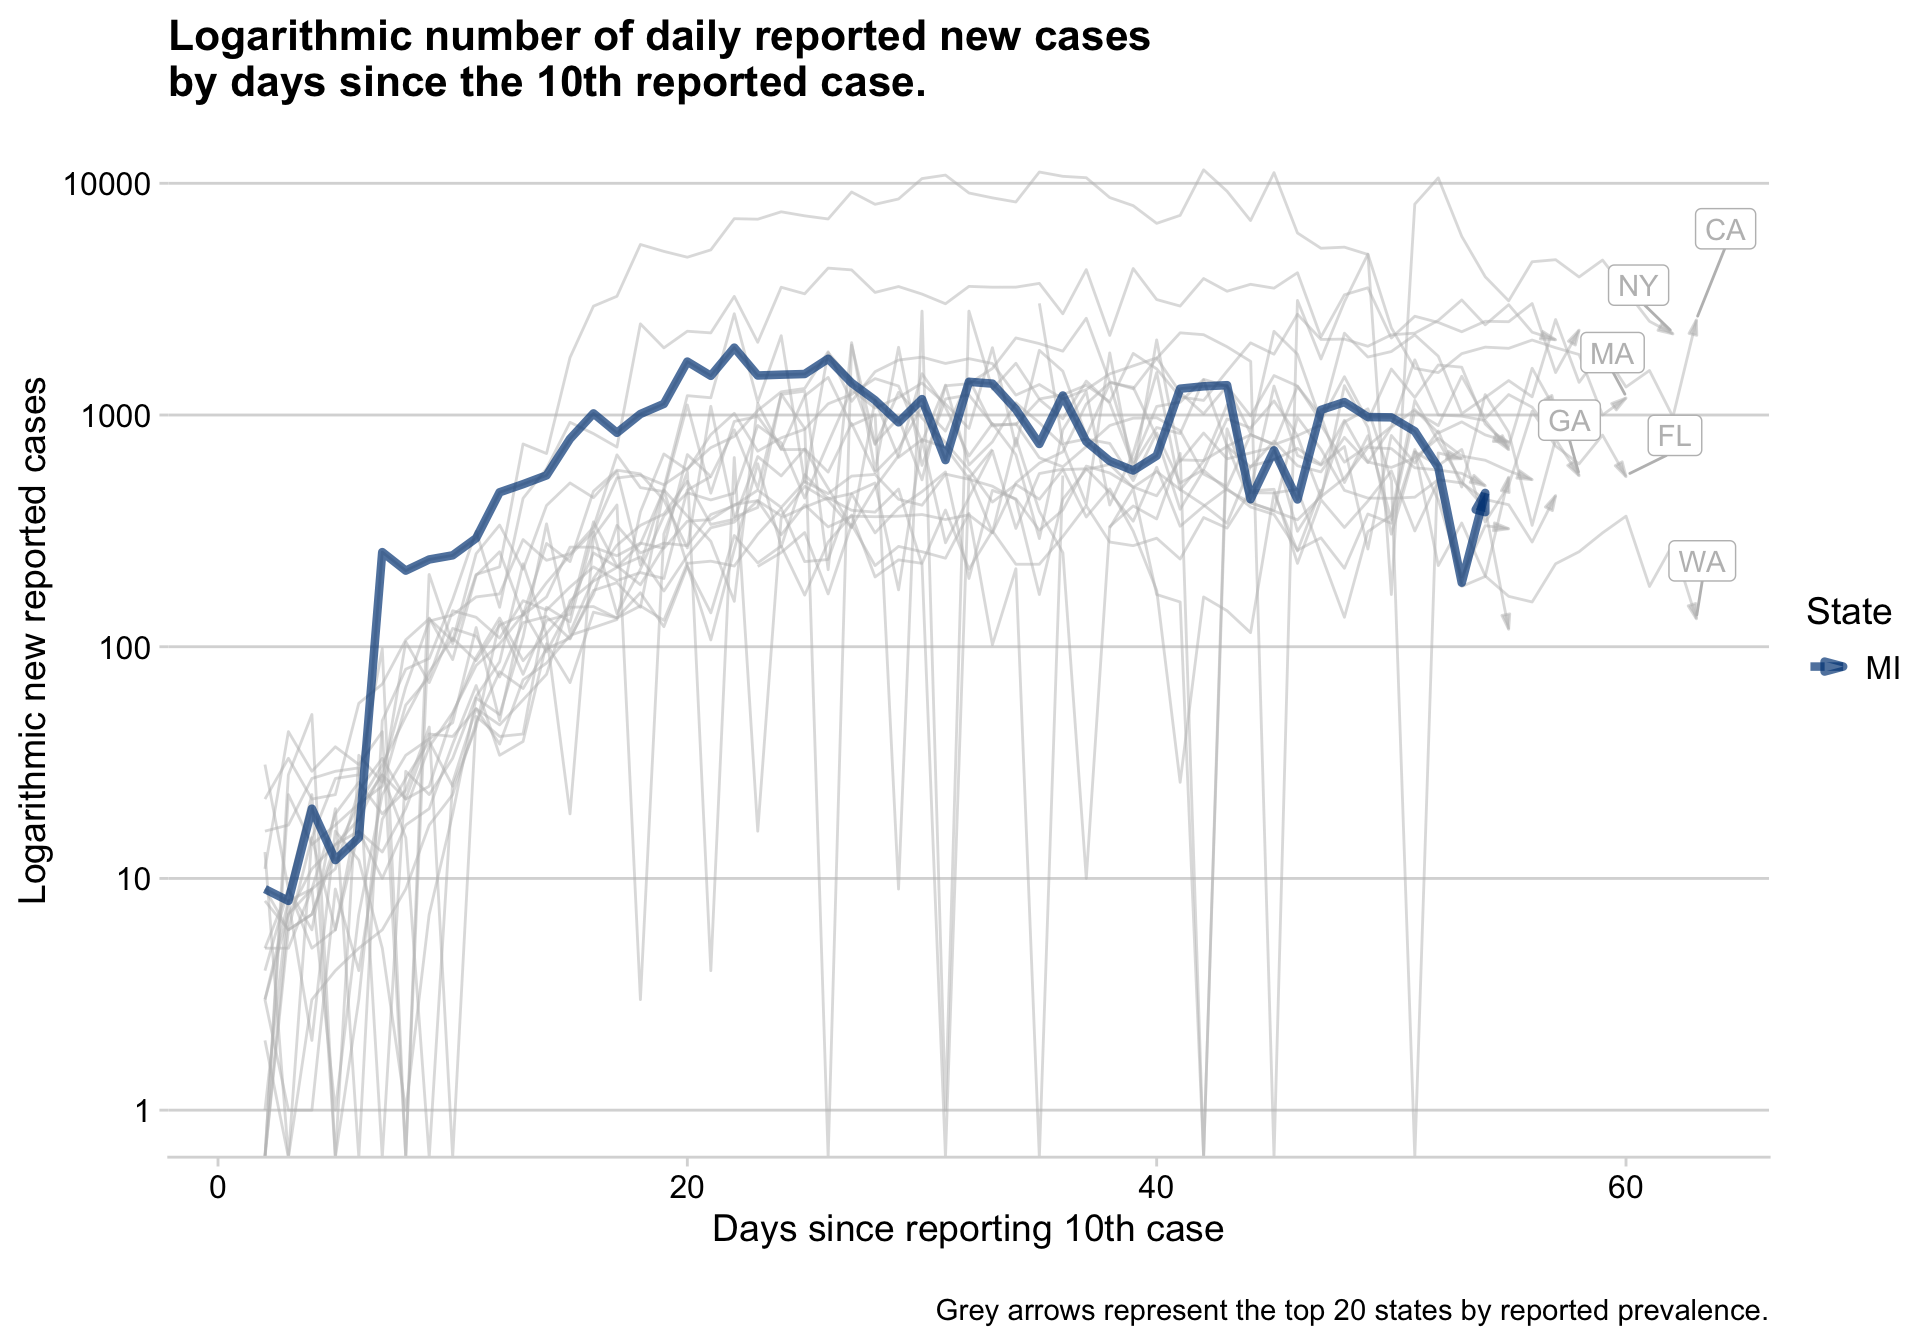 Logarithmic number of daily reported new cases
by days since the 10th reported case.
Logarithmic new reported cases
10000
1000
100
10
1
CA
NY
MA
GA
FL
WA
State
MI
0
20
40
60
Days since reporting 10th case
Grey arrows represent the top 20 states by reported prevalence.